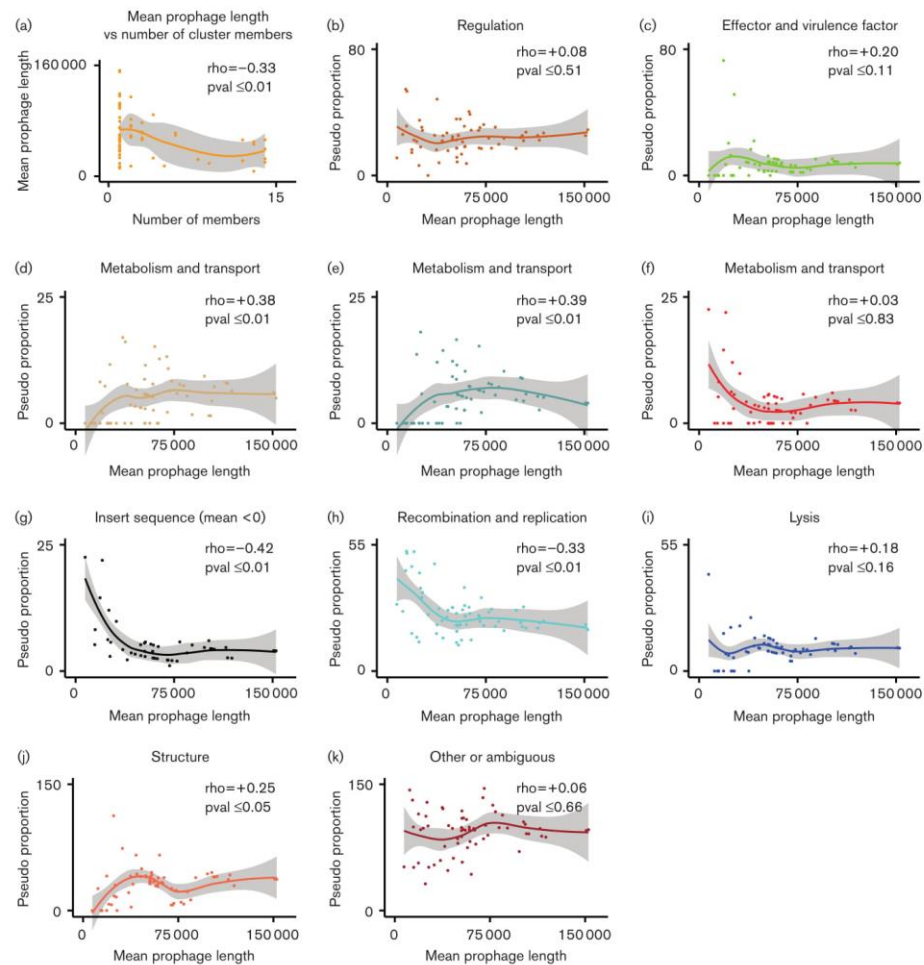 (a)
Mean prophage length
vs number of cluster members
160 000
rho=−0.33
pval ≤0.01
Mean prophage length
0
0
15
Number of members
(b)
Regulation
80
rho=+0.08
pval ≤0.51
Pseudo proportion
0
0
75 000
150 000
Mean prophage length
(c)
Effector and virulence factor
80
rho=+0.20
pval ≤0.11
Pseudo proportion
0
0
75 000
150 000
Mean prophage length
(d)
Metabolism and transport
25
rho=+0.38
pval ≤0.01
Pseudo proportion
0
0
75 000
150 000
Mean prophage length
(e)
Metabolism and transport
25
rho=+0.39
pval ≤0.01
Pseudo proportion
0
0
75 000
150 000
Mean prophage length
(f)
Metabolism and transport
25
rho=+0.03
pval ≤0.83
Pseudo proportion
0
0
75 000
150 000
Mean prophage length
(g)
Insert sequence (mean <0)
25
rho=−0.42
pval ≤0.01
Pseudo proportion
0
0
75 000
150 000
Mean prophage length
(h)
Recombination and replication
55
rho=−0.33
pval ≤0.01
Pseudo proportion
0
0
75 000
150 000
Mean prophage length
(i)
Lysis
55
rho=+0.18
pval ≤0.16
Pseudo proportion
0
0
75 000
150 000
Mean prophage length
(j)
Structure
150
rho=+0.25
pval ≤0.05
Pseudo proportion
0
0
75 000
150 000
Mean prophage length
(k)
Other or ambiguous
150
rho=+0.06
pval ≤0.66
Pseudo proportion
0
0
75 000
150 000
Mean prophage length